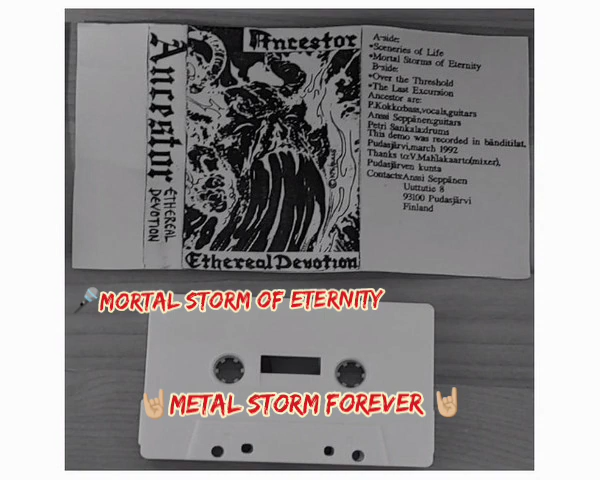 Ancestor
ETHEREAL
DEVOTION
Ancestor
Ethereal Devotion
A-side:
*Sceneries of Life
*Mortal Storms of Eternity
B-side:
*Over the Threshold
*The Last Excursion
Ancestor are:
P.Kokko:bass,vocals,guitars
Anssi Seppänen:guitars
Petri Sankala:drums
This demo was recorded in bänditilat,
Pudasjärvi,march 1992
Thanks to:V.Mahlakaarto(mixer),
Pudasjärven kunta
Contacts:Anssi Seppänen
Uuttutie 8
93100 Pudasjärvi
Finland
MORTAL STORM OF ETERNITY
METAL STORM FOREVER